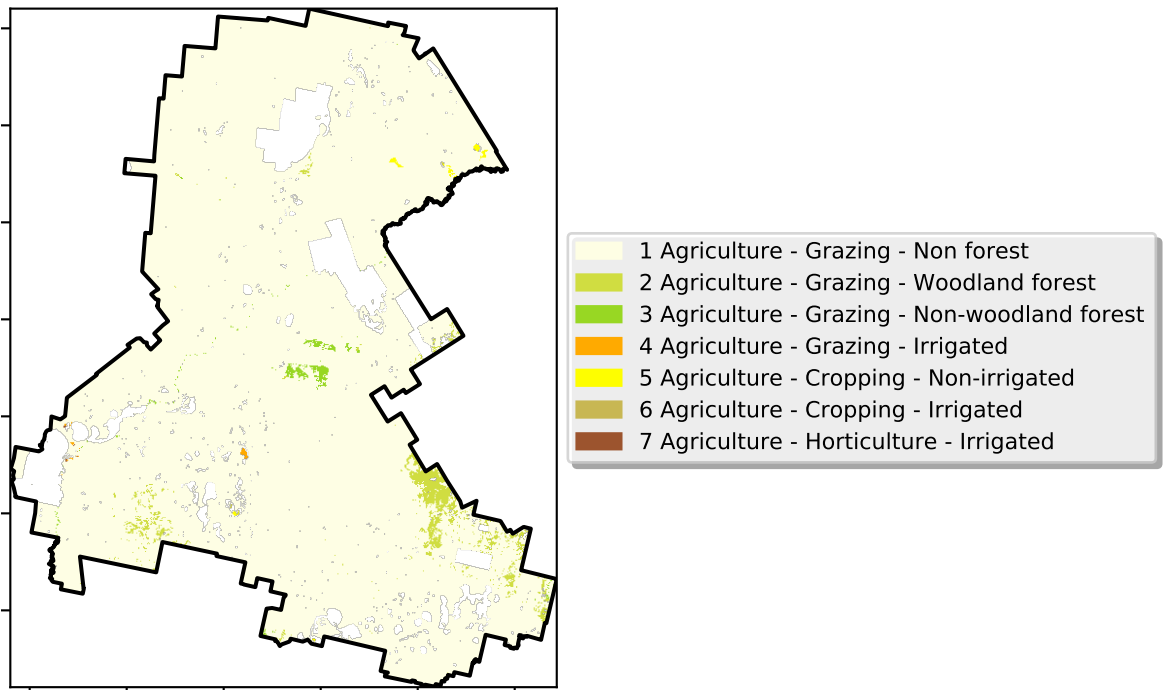 1 Agriculture - Grazing - Non forest
2 Agriculture - Grazing - Woodland forest
3 Agriculture - Grazing - Non-woodland forest
4 Agriculture - Grazing - Irrigated
5 Agriculture - Cropping - Non-irrigated
6 Agriculture - Cropping - Irrigated
7 Agriculture - Horticulture - Irrigated